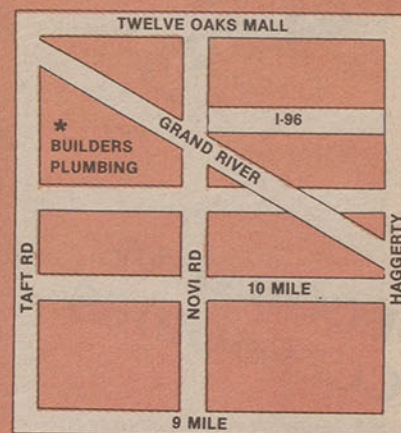 TWELVE OAKS MALL
I-96
GRAND RIVER
*
BUILDERS
PLUMBING
TAFT RD
NOVI RD
10 MILE
HAGGERTY
9 MILE